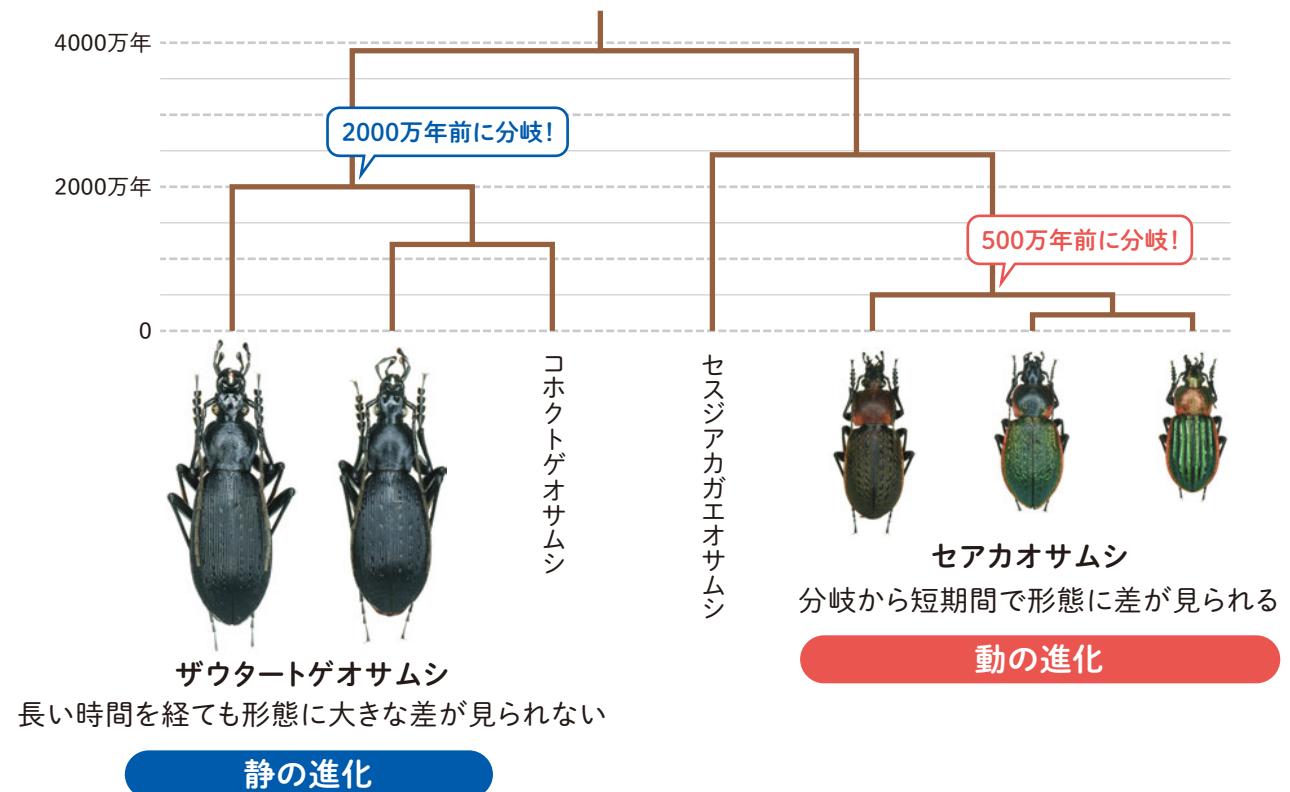 4000万年
2000万年前に分岐!
2000万年
500万年前に分岐!
0
コホクトゲオサムシ
セスジアカガエオサムシ
セアカオサムシ
分岐から短期間で形態に差が見られる
動の進化
ザウタートゲオサムシ
長い時間を経ても形態に大きな差が見られない
静の進化